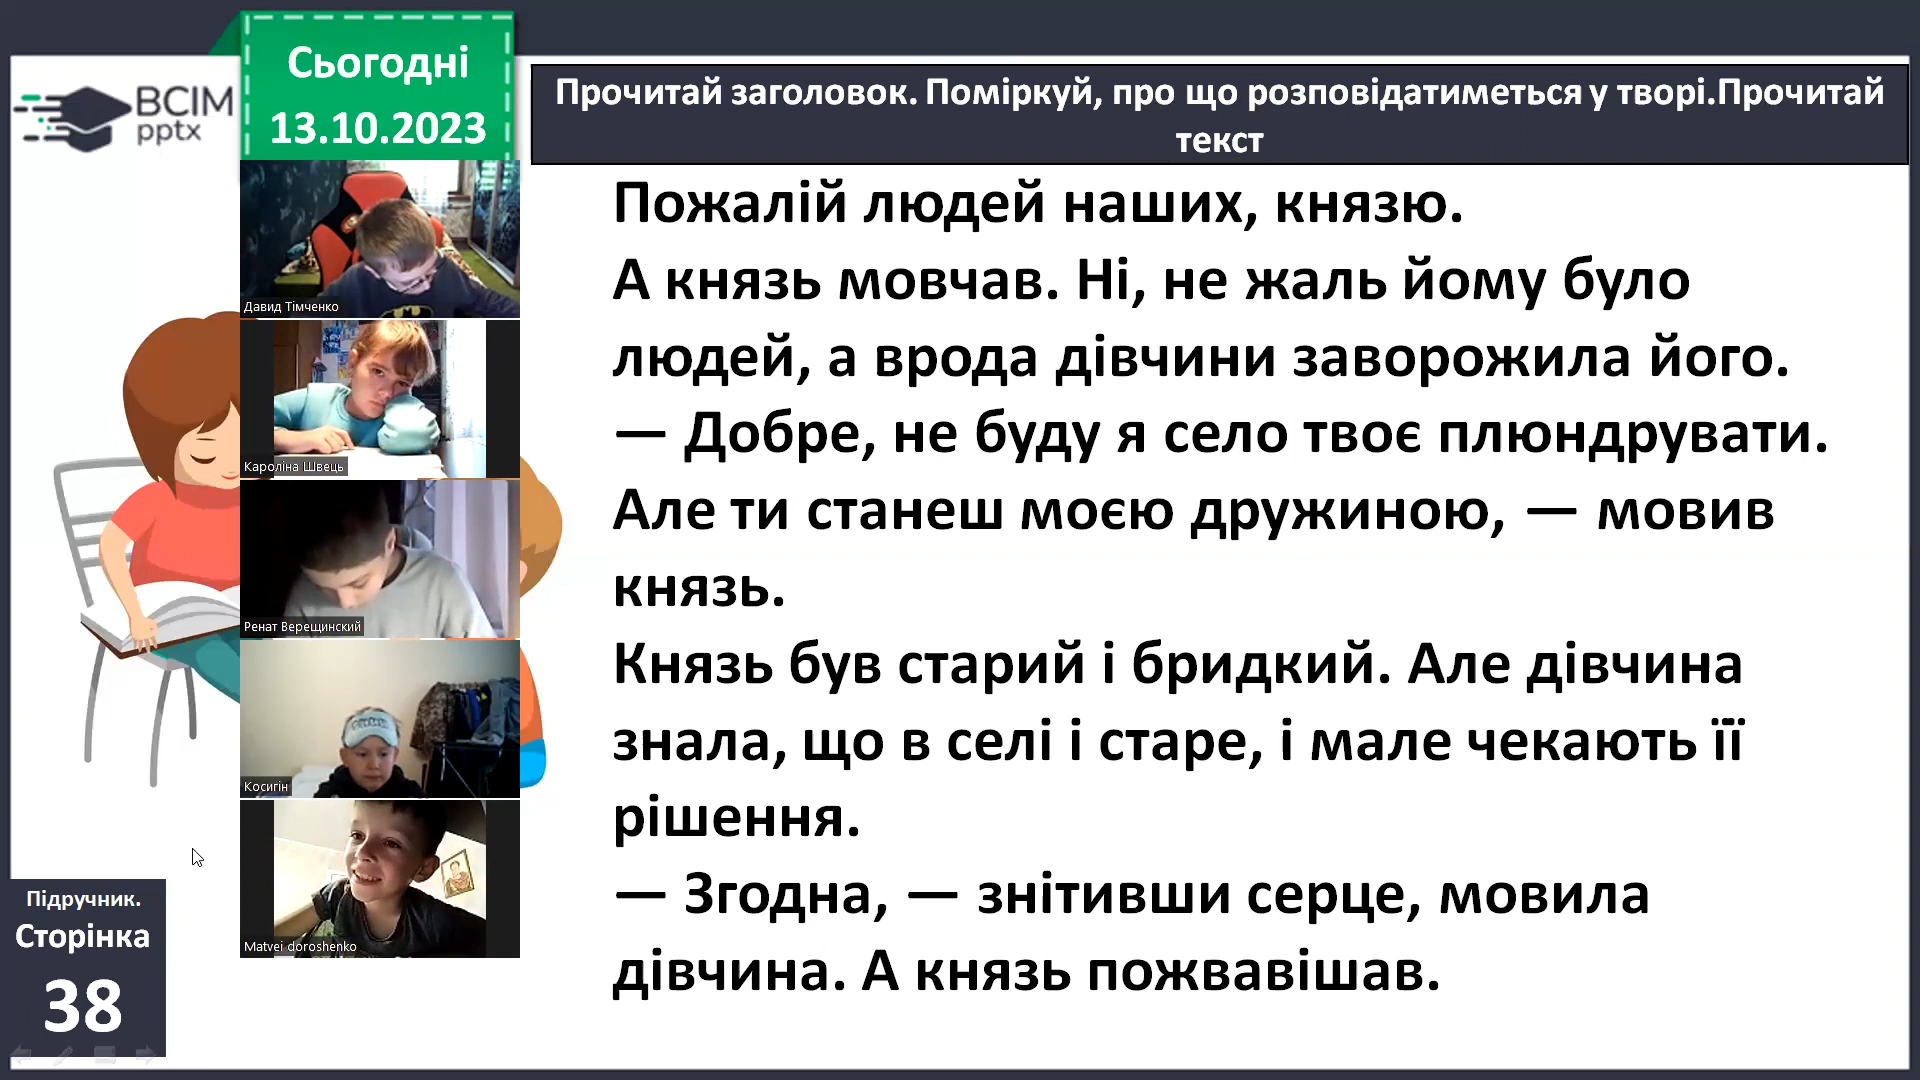 Сьогодні
13.10.2023
ВСІМ
pptx
Прочитай заголовок. Поміркуй, про що розповідатиметься у творі.Прочитай
текст
Пожалій людей наших, князю.
А князь мовчав. Ні, не жаль йому було
людей, а врода дівчини заворожила його.
— Добре, не буду я село твоє плюндрувати.
Але ти станеш моєю дружиною, — мовив
князь.
Князь був старий і бридкий. Але дівчина
знала, що в селі і старе, і мале чекають її
рішення.
— Згодна, — знітивши серце, мовила
дівчина. А князь пожвавішав.
Давид Тімченко
Кароліна Швець
Ренат Верещинский
Косигін
Matvei doroshenko
Підручник.
Сторінка
38